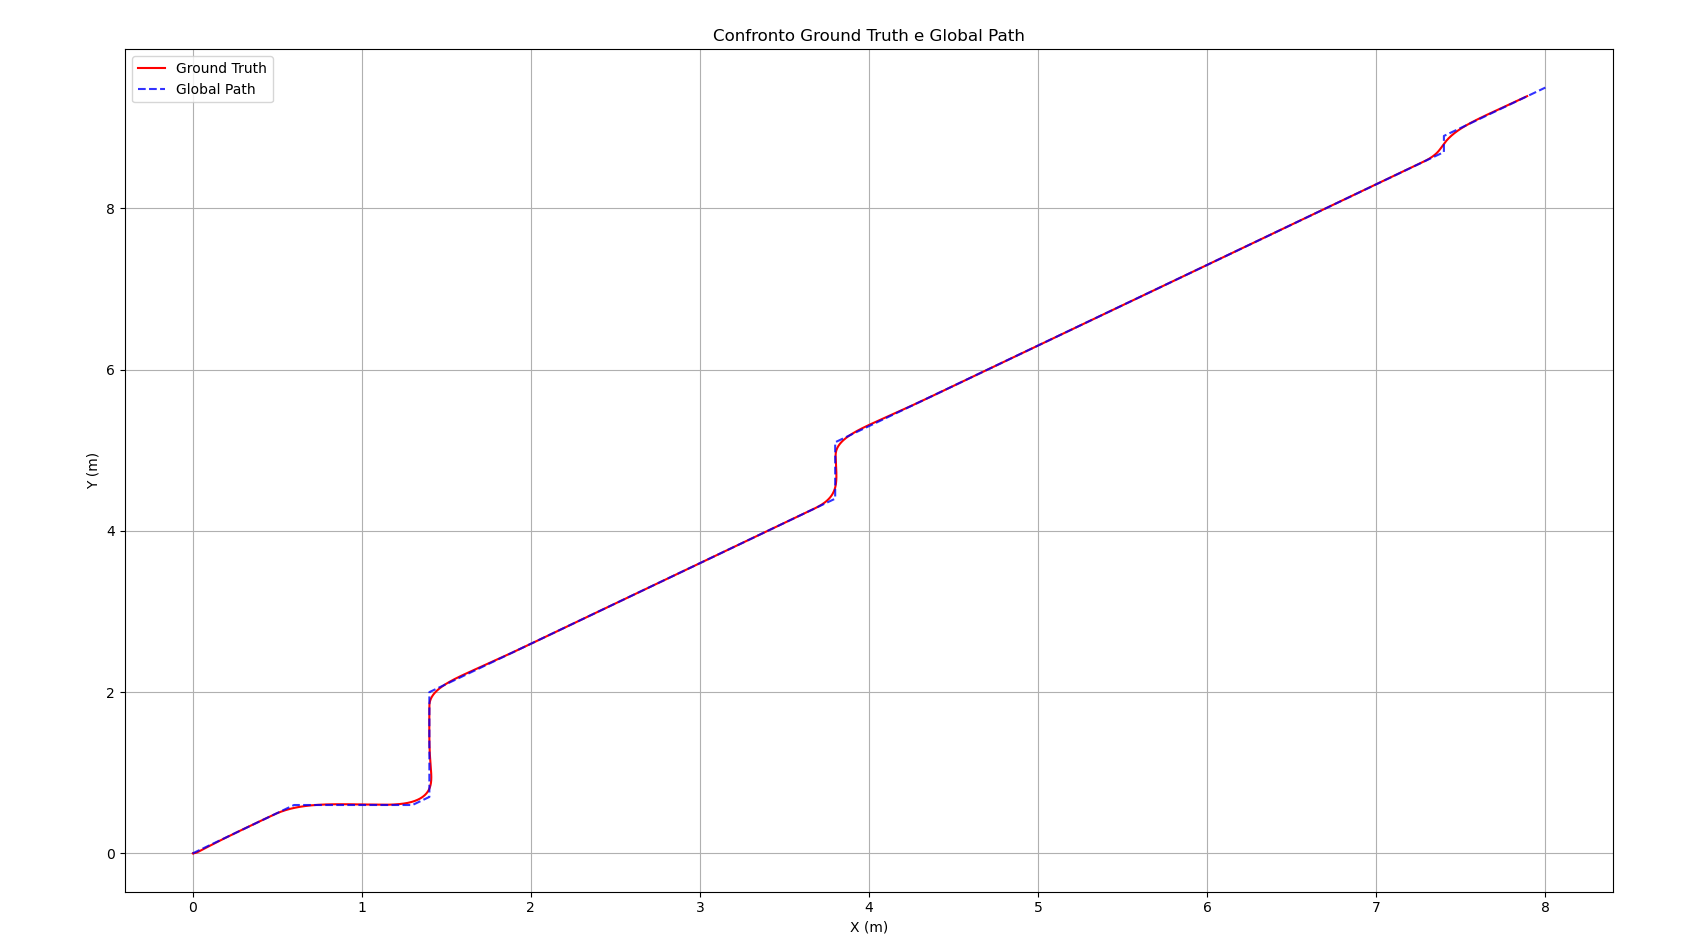 Confronto Ground Truth e Global Path
Ground Truth
Global Path
Y (m)
8
6
4
2
0
0 1 2 3 4 5 6 7 8
X (m)